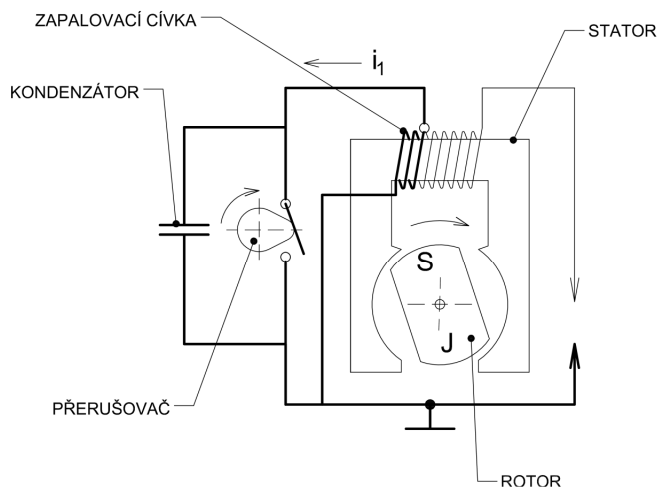 ZAPALOVACÍ CÍVKA
STATOR
i1
KONDENZÁTOR
S
J
PŘERUŠOVAČ
ROTOR